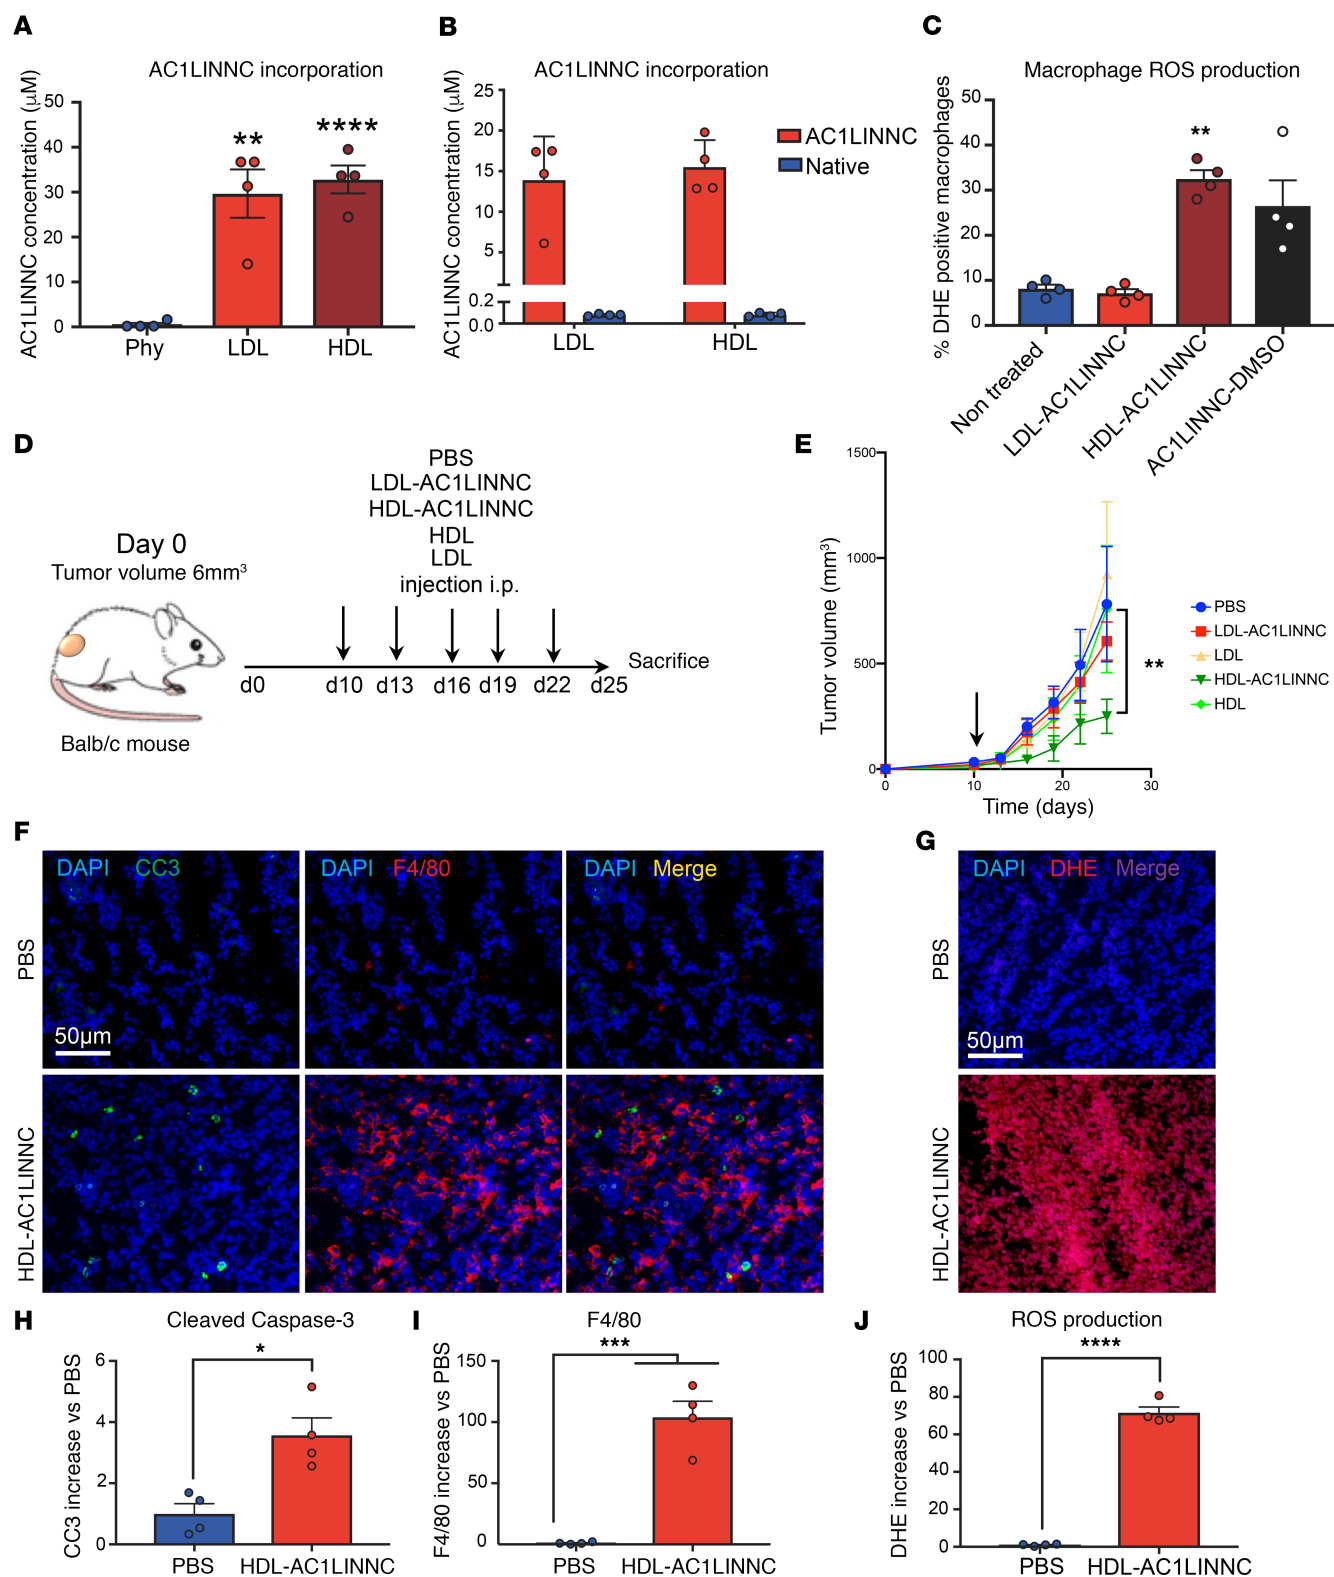 A
AC1LINNC incorporation
AC1LINNC concentration (μM)
50
40
30
20
10
0
**
****
Phy
LDL
HDL
B
AC1LINNC incorporation
AC1LINNC concentration (μM)
25
20
15
10
5
0.2
0.0
LDL
HDL
AC1LINNC
Native
C
Macrophage ROS production
% DHE positive macrophages
50
40
30
20
10
0
**
Non treated
LDL-AC1LINNC
HDL-AC1LINNC
AC1LINNC-DMSO
D
Day 0
Tumor volume 6mm³
Balb/c mouse
PBS
LDL-AC1LINNC
HDL-AC1LINNC
HDL
LDL
injection i.p.
d0
d10
d13
d16
d19
d22
d25
Sacrifice
E
Tumor volume (mm³)
1500
1000
500
0
0
10
20
30
Time (days)
**
PBS
LDL-AC1LINNC
LDL
HDL-AC1LINNC
HDL
F
DAPI CC3
DAPI F4/80
DAPI Merge
PBS
50μm
HDL-AC1LINNC
G
DAPI DHE Merge
PBS
50μm
HDL-AC1LINNC
H
Cleaved Caspase-3
CC3 increase vs PBS
6
4
2
0
*
PBS
HDL-AC1LINNC
I
F4/80
F4/80 increase vs PBS
150
100
50
0
***
PBS
HDL-AC1LINNC
J
ROS production
DHE increase vs PBS
100
80
60
40
20
0
****
PBS
HDL-AC1LINNC